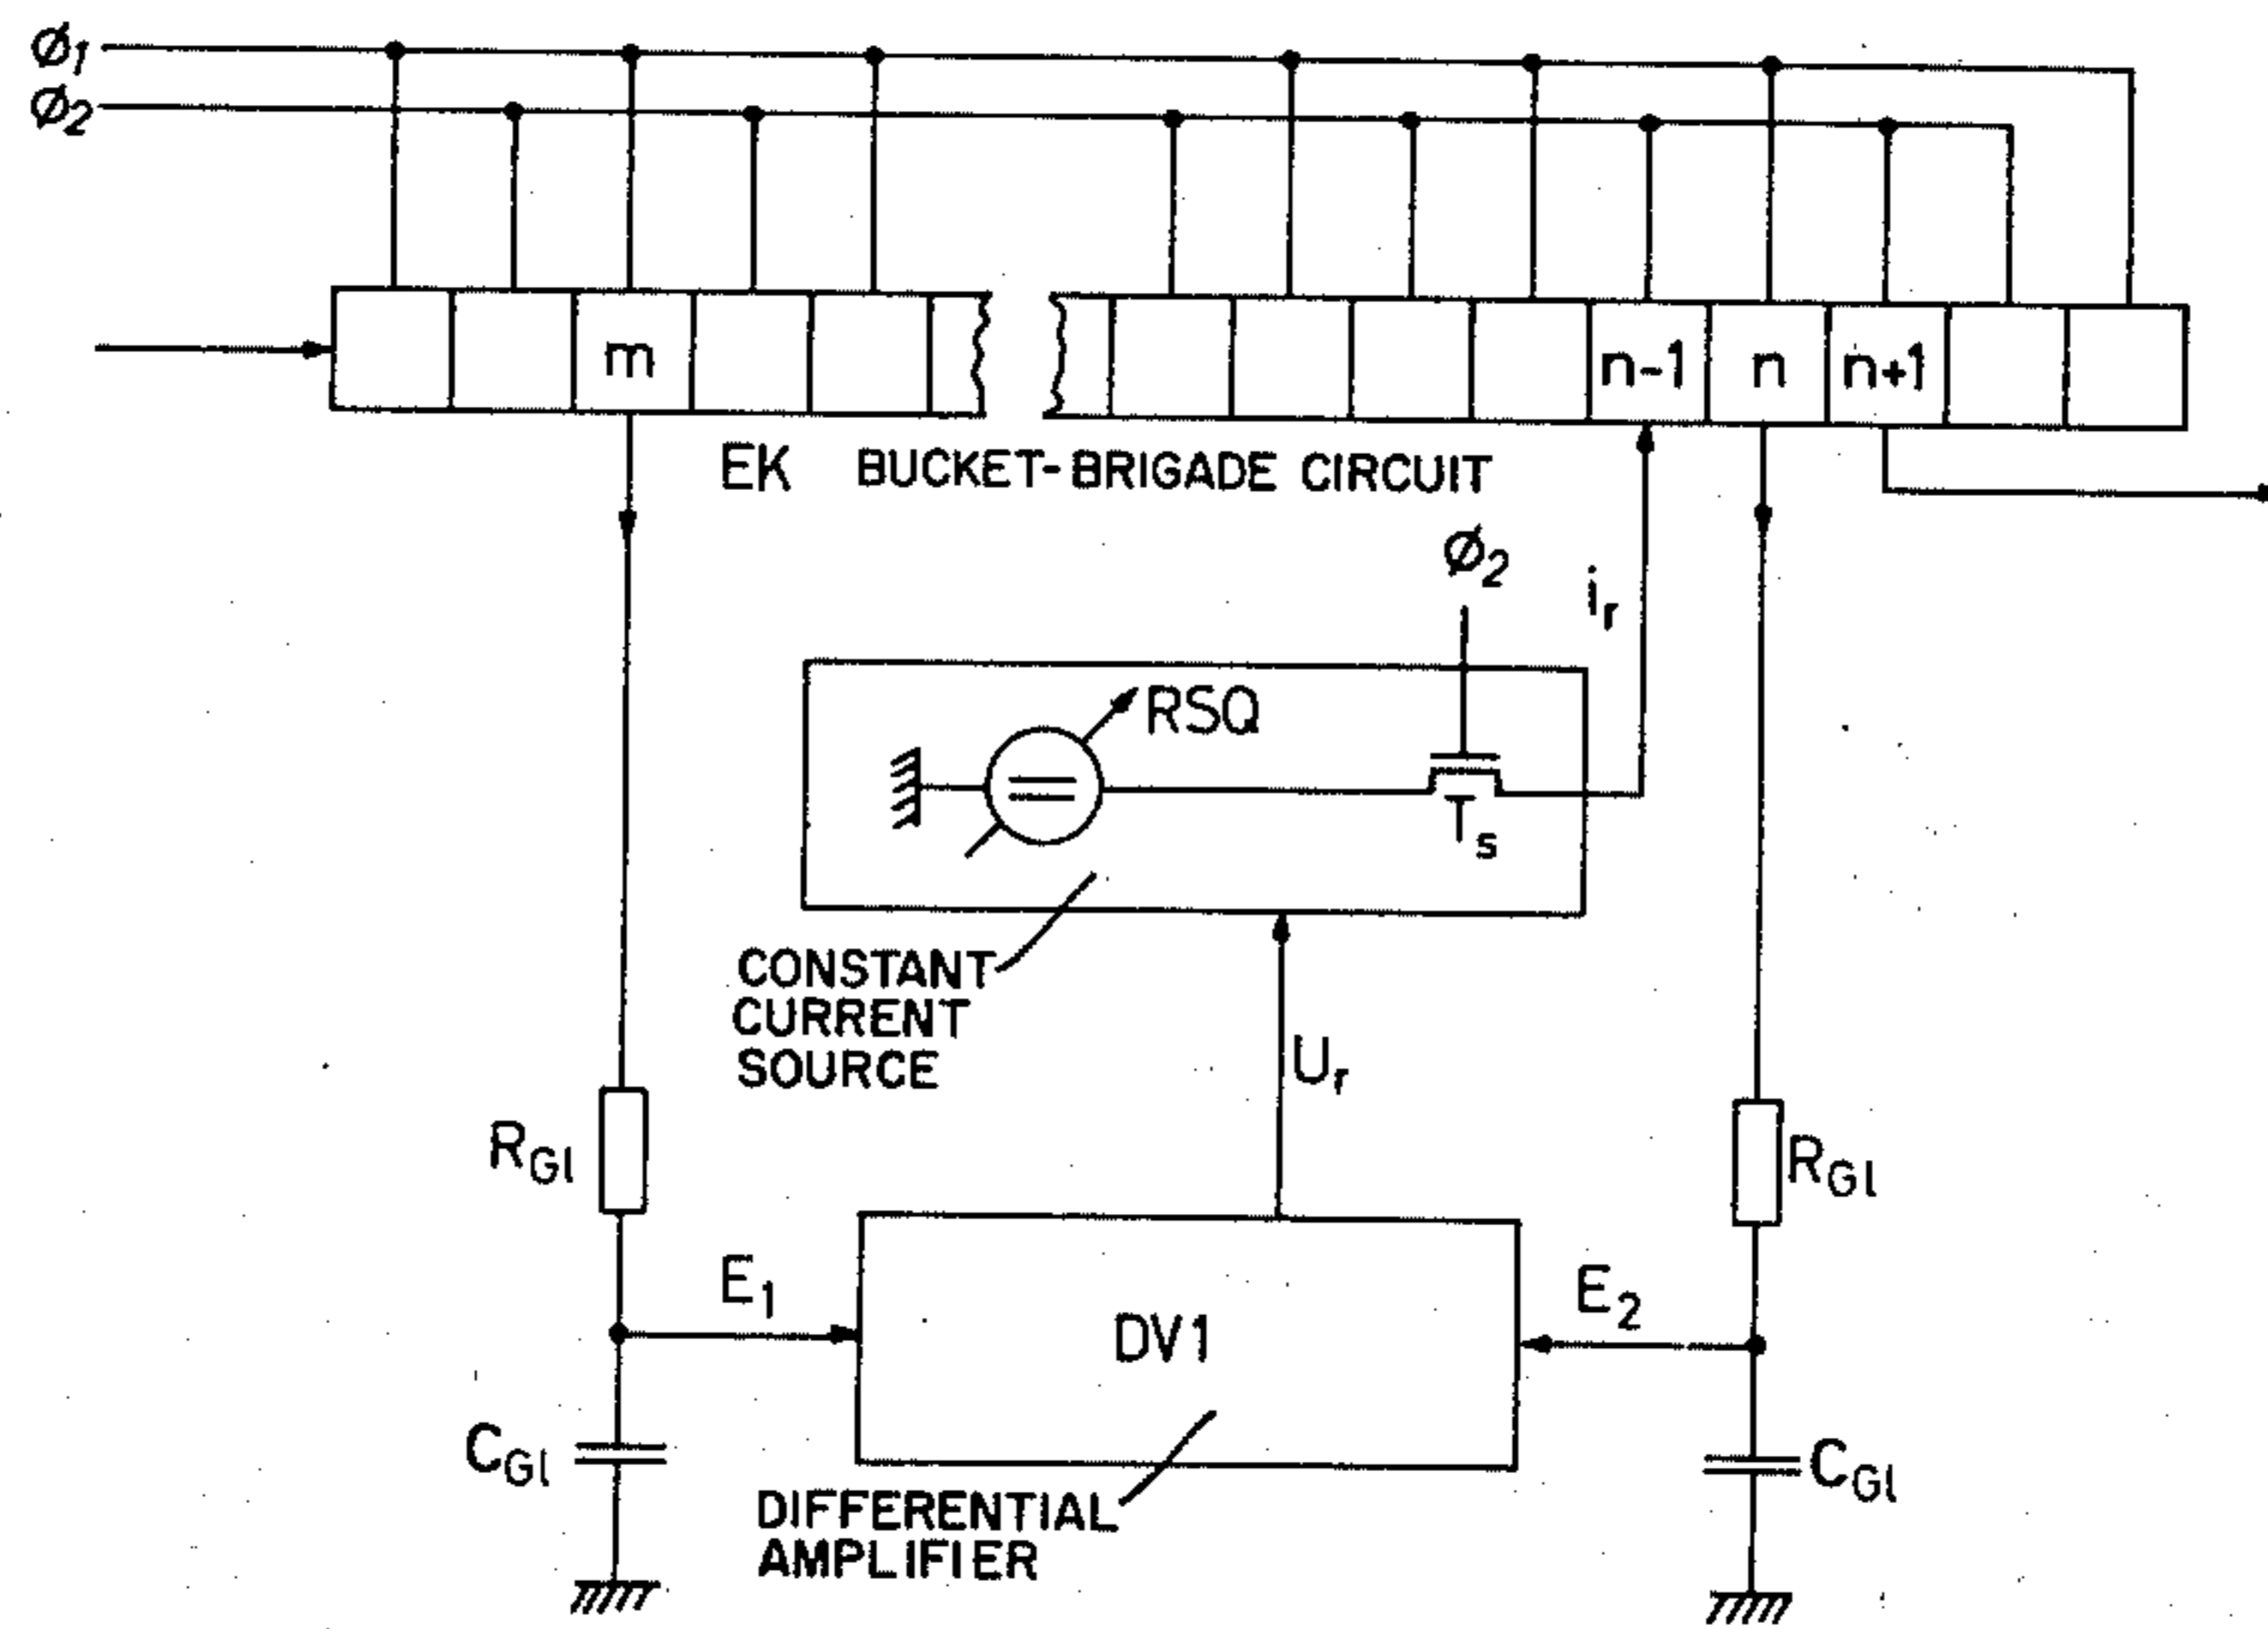 ø1
ø2
m
n-1
n
n+1
EK BUCKET-BRIGADE CIRCUIT
ø2
ir
RSQ
Ts
CONSTANT
CURRENT
SOURCE
Ur
RGl
RGl
E1
E2
DV1
CGl
CGl
DIFFERENTIAL
AMPLIFIER